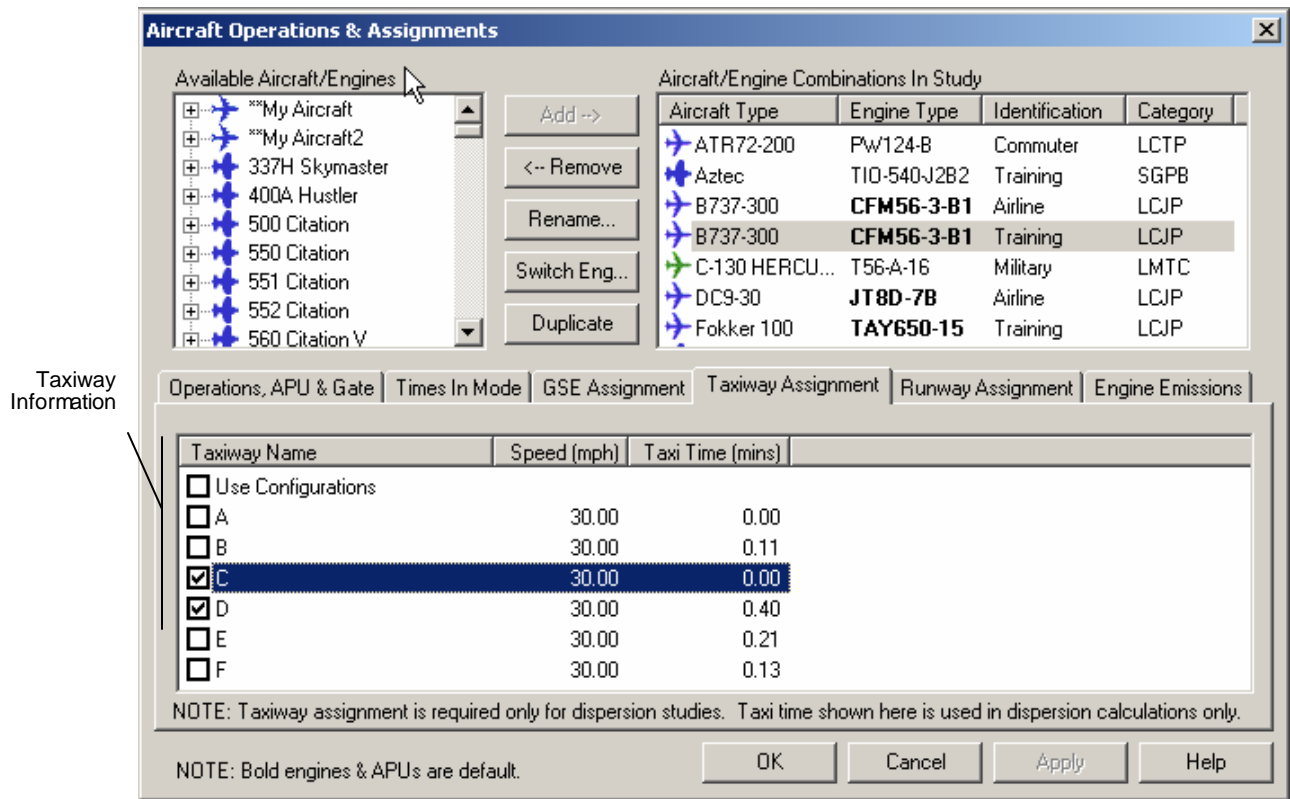 Aircraft Operations & Assignments
Available Aircraft/Engines
**My Aircraft
**My Aircraft2
337H Skymaster
400A Hustler
500 Citation
550 Citation
551 Citation
552 Citation
560 Citation V
Add -->
<-- Remove
Rename...
Switch Eng...
Duplicate
Aircraft/Engine Combinations In Study
Aircraft Type Engine Type Identification Category
ATR72-200 PW124-B Commuter LCTP
Aztec TIO-540-J2B2 Training SGPB
B737-300 CFM56-3-B1 Airline LCJP
B737-300 CFM56-3-B1 Training LCJP
C-130 HERCU... T56-A-16 Military LMTC
DC9-30 JT8D-7B Airline LCJP
Fokker 100 TAY650-15 Training LCJP
Taxiway
Information
Operations, APU & Gate Times In Mode GSE Assignment Taxiway Assignment Runway Assignment Engine Emissions
Taxiway Name Speed (mph) Taxi Time (mins)
Use Configurations
A 30.00 0.00
B 30.00 0.11
C 30.00 0.00
D 30.00 0.40
E 30.00 0.21
F 30.00 0.13
NOTE: Taxiway assignment is required only for dispersion studies. Taxi time shown here is used in dispersion calculations only.
NOTE: Bold engines & APUs are default.
OK Cancel Apply Help